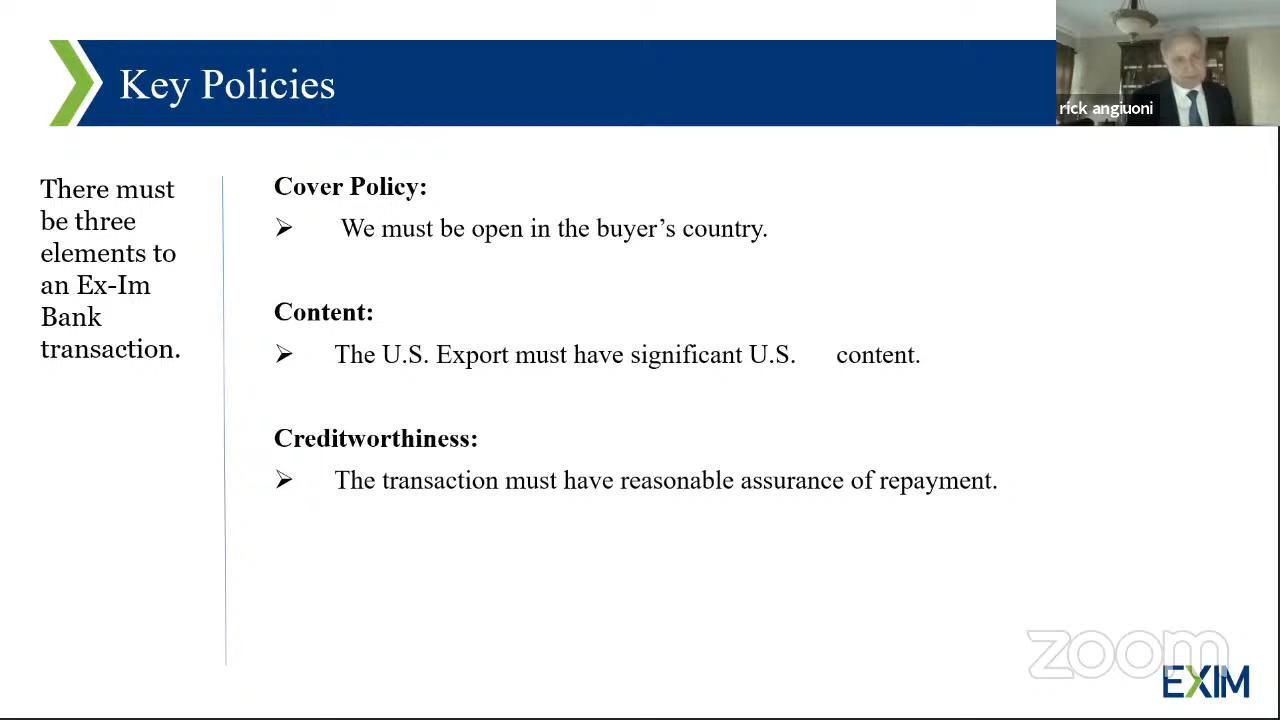 Key Policies
rick angiuoni
There must
be three
elements to
an Ex-Im
Bank
transaction.
Cover Policy:
➢ We must be open in the buyer’s country.
Content:
➢ The U.S. Export must have significant U.S. content.
Creditworthiness:
➢ The transaction must have reasonable assurance of repayment.
zoom
EXIM